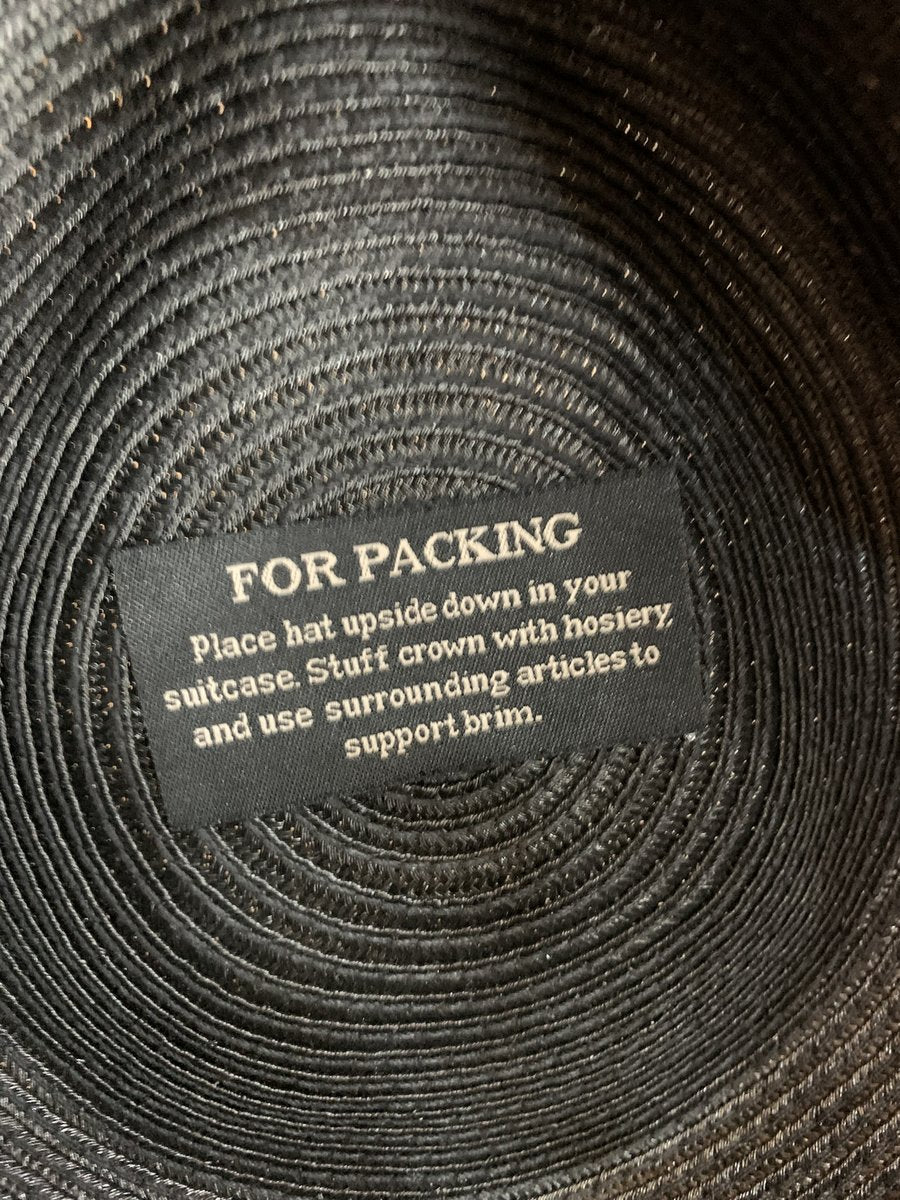 FOR PACKING
Place hat upside down in your
suitcase. Stuff crown with hosiery,
and use surrounding articles to
support brim.